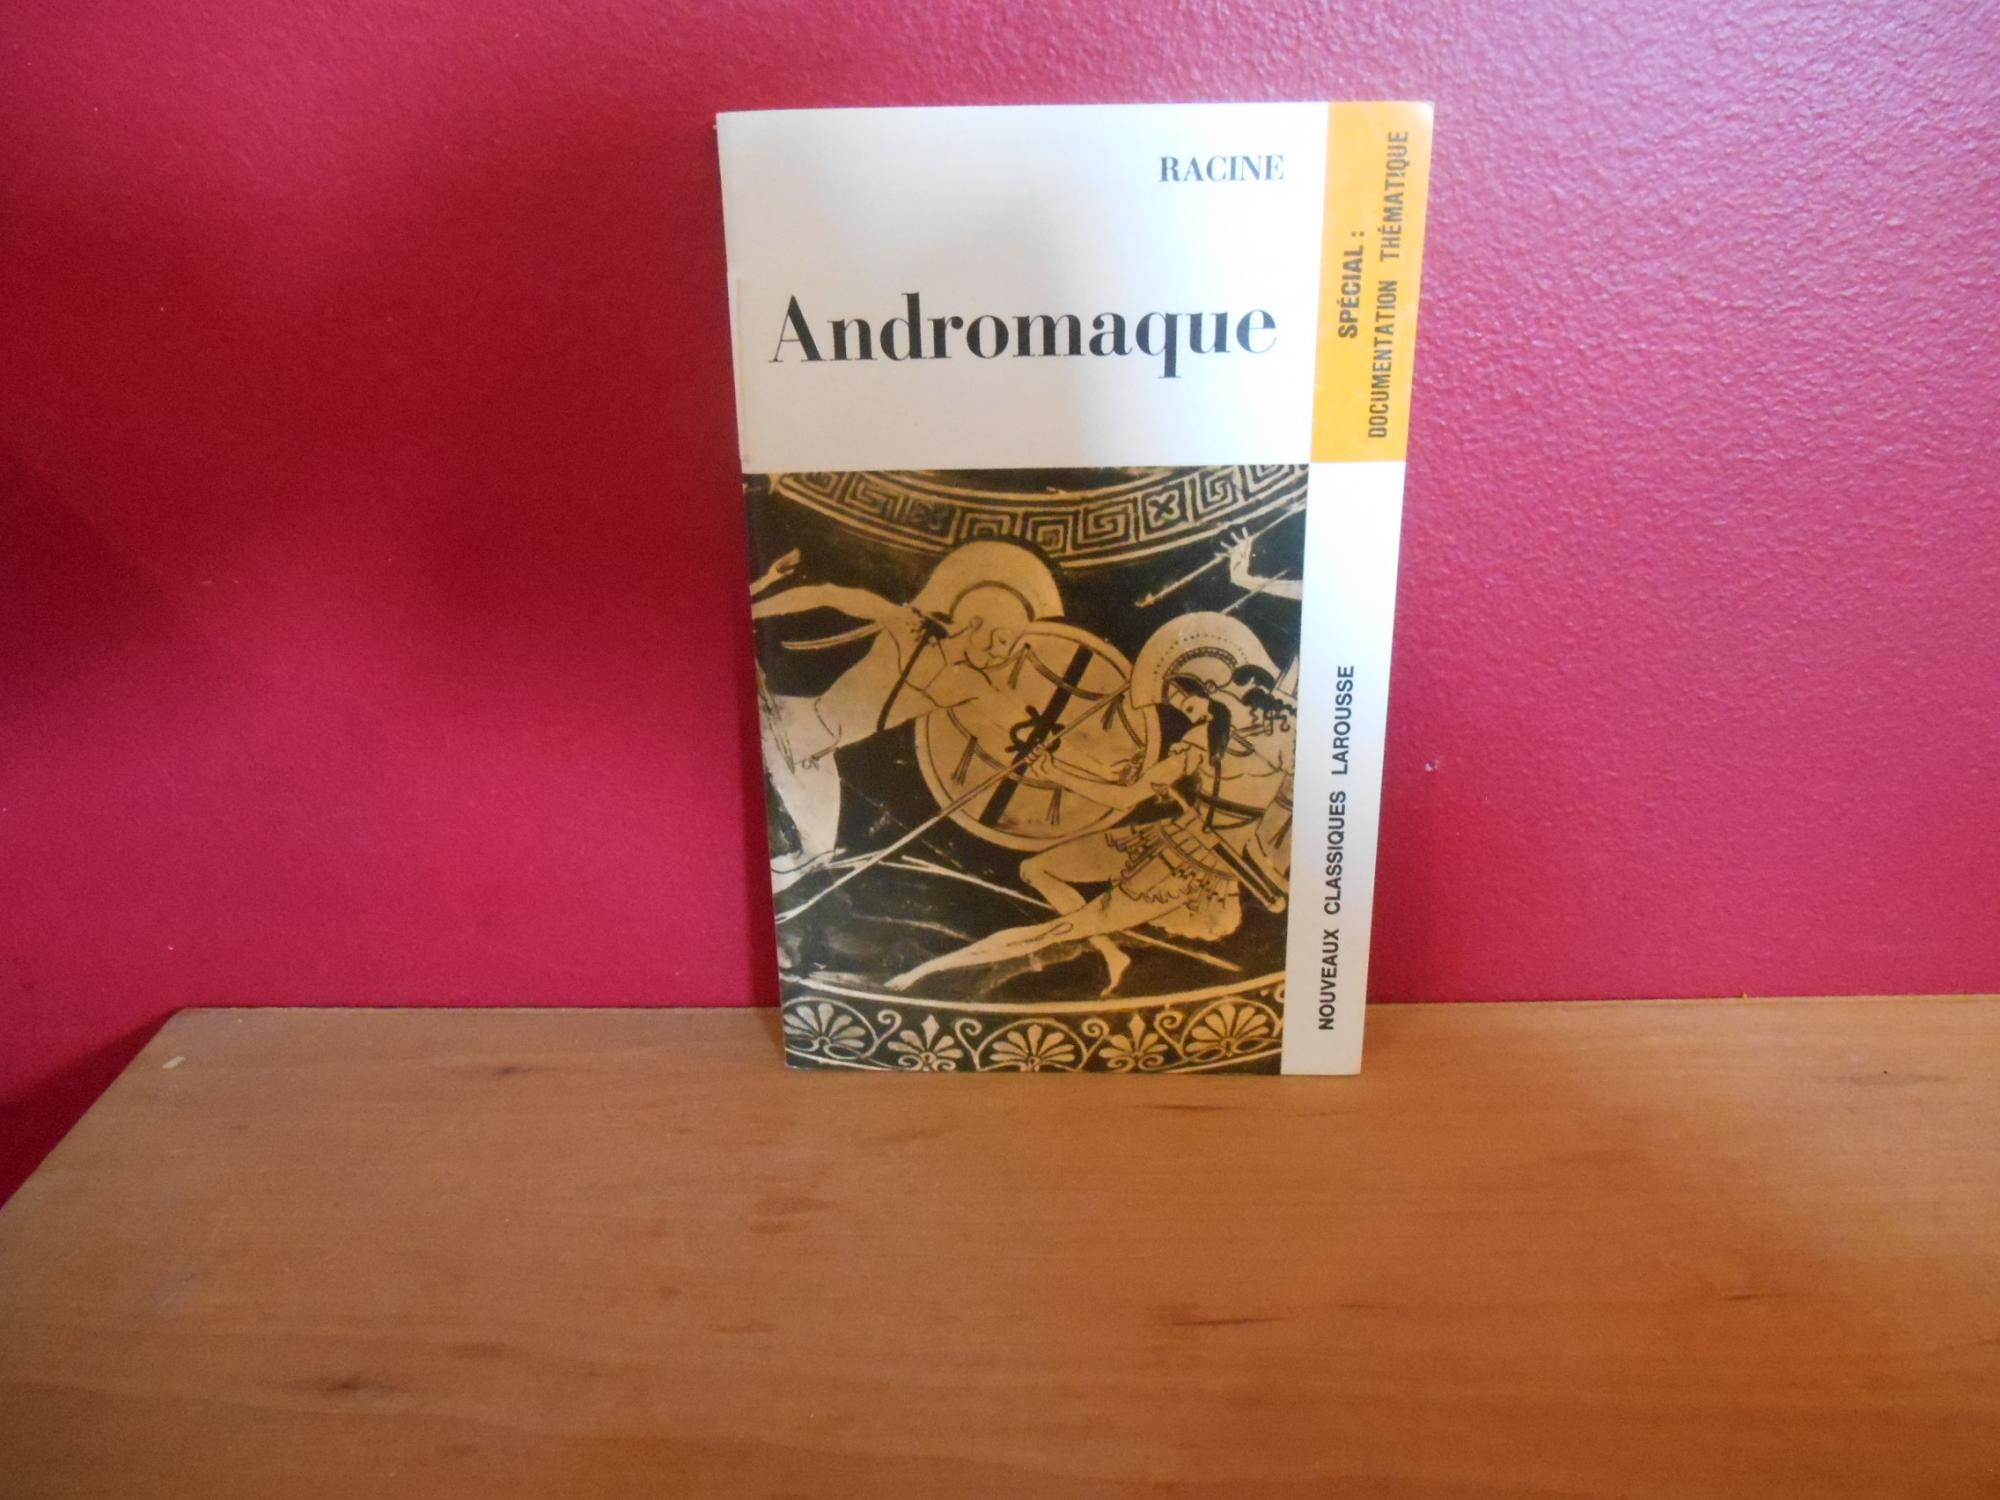 RACINE
Andromaque
SPÉCIAL :
DOCUMENTATION THÉMATIQUE
NOUVEAUX CLASSIQUES LAROUSSE